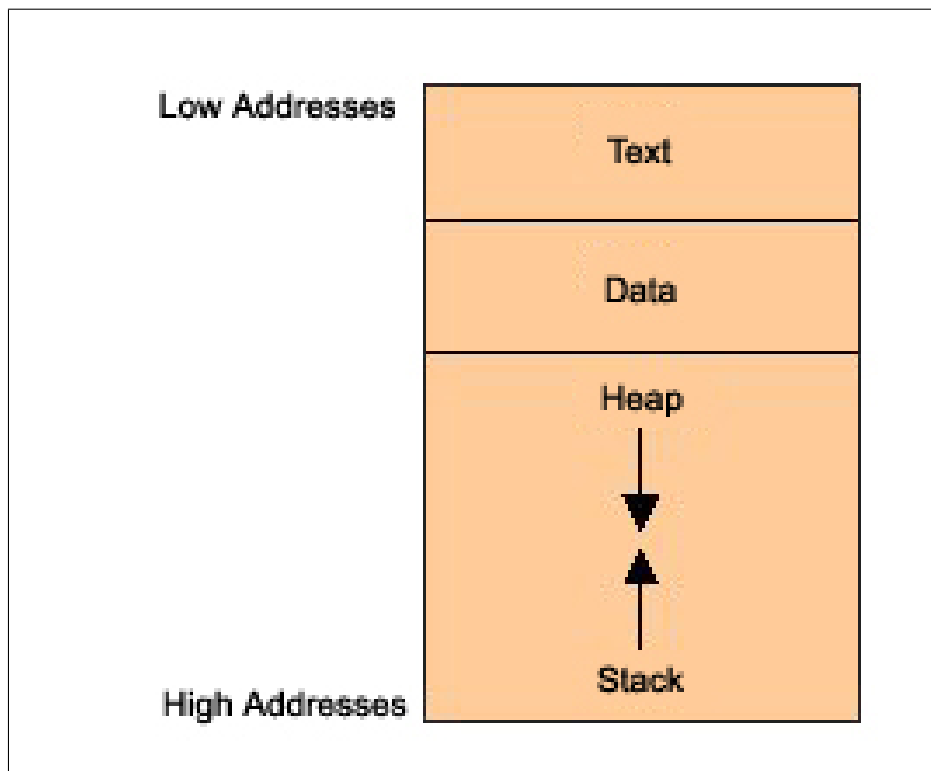 Low Addresses
Text
Data
Heap
Stack
High Addresses